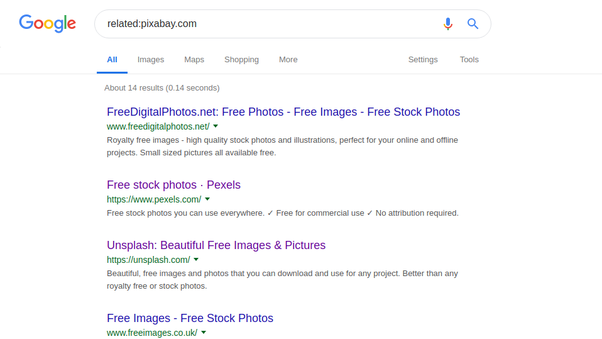 Google
related:pixabay.com
All Images Maps Shopping More Settings Tools
About 14 results (0.14 seconds)
FreeDigitalPhotos.net: Free Photos - Free Images - Free Stock Photos
www.freedigitalphotos.net/
Royalty free images - high quality stock photos and illustrations, perfect for your online and offline
projects. Small sized pictures all available free.
Free stock photos · Pexels
https://www.pexels.com/
Free stock photos you can use everywhere. ✓ Free for commercial use ✓ No attribution required.
Unsplash: Beautiful Free Images & Pictures
https://unsplash.com/
Beautiful, free images and photos that you can download and use for any project. Better than any
royalty free or stock photos.
Free Images - Free Stock Photos
www.freeimages.co.uk/